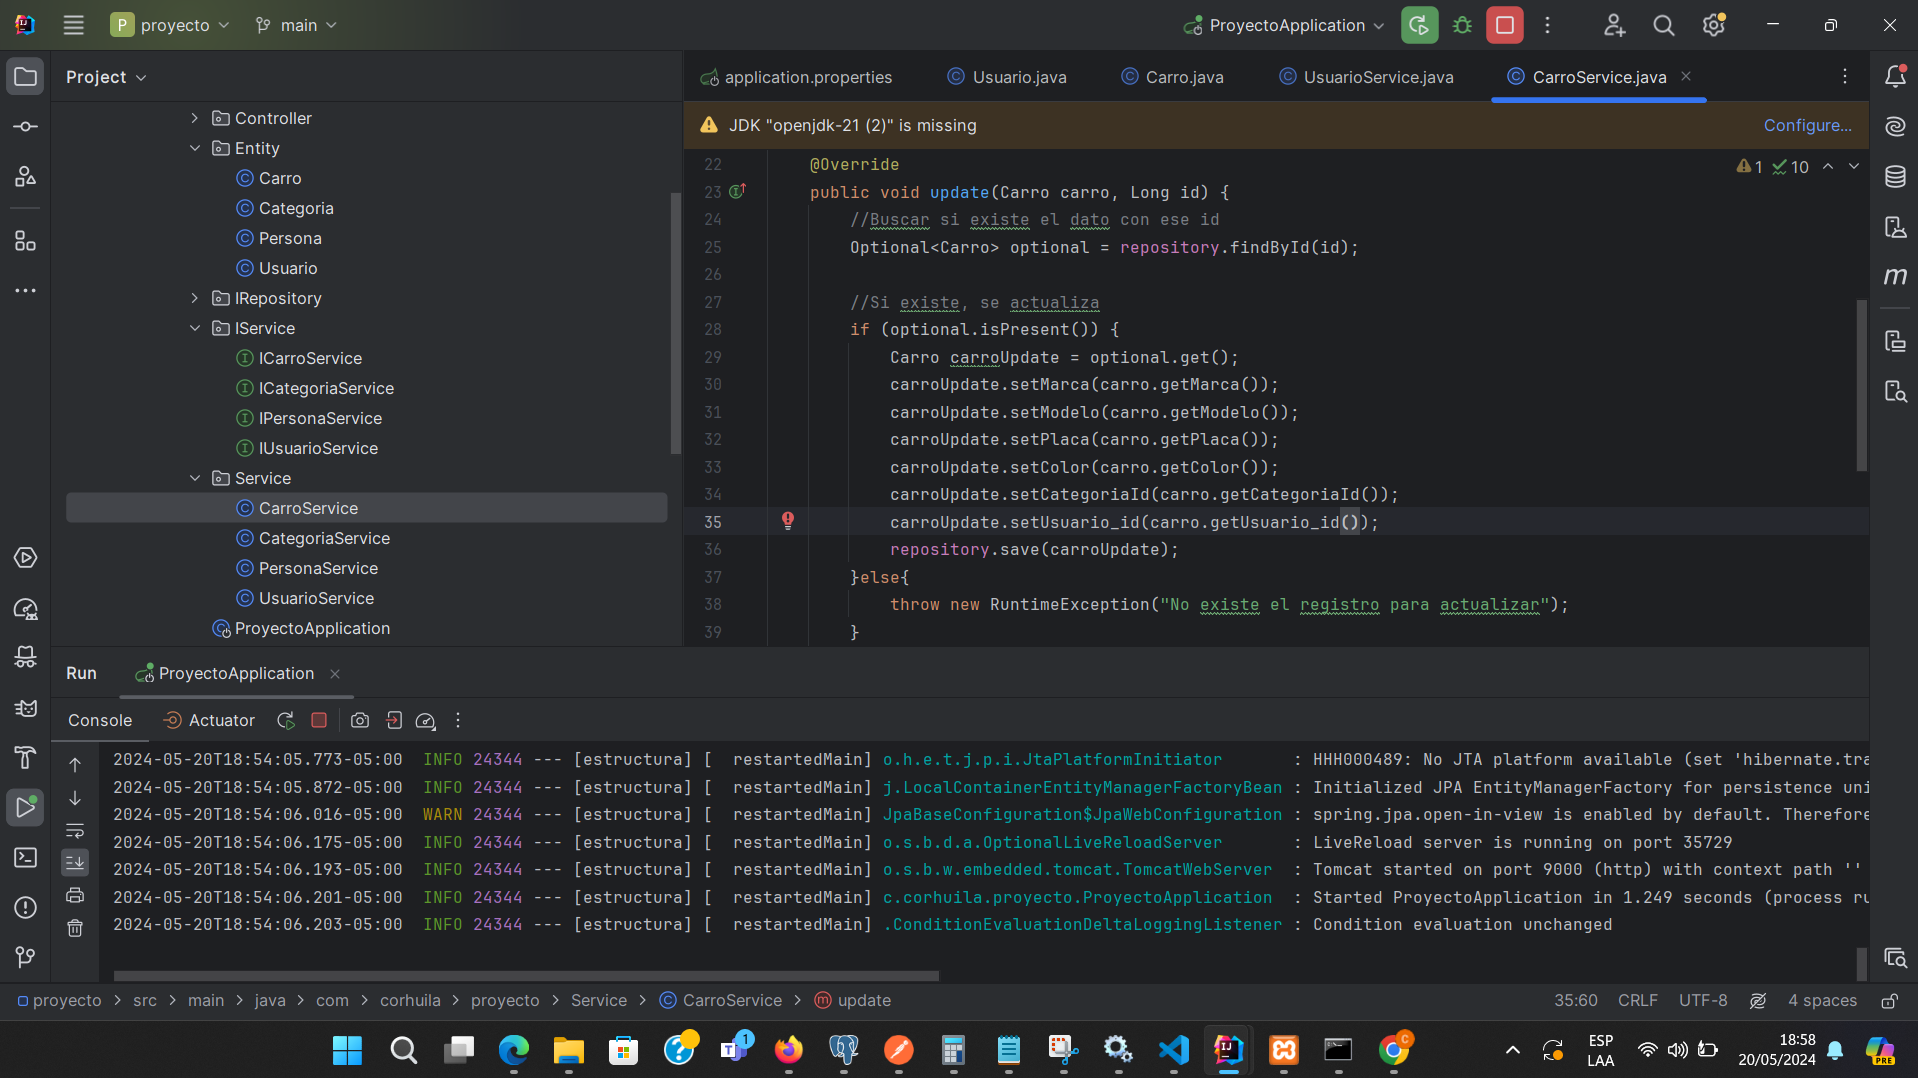 P proyecto
main
ProyectoApplication
Project
application.properties
Usuario.java
Carro.java
UsuarioService.java
CarroService.java
JDK "openjdk-21 (2)" is missing
Configure...
Controller
Entity
Carro
Categoria
Persona
Usuario
IRepository
IService
ICarroService
ICategoriaService
IPersonaService
IUsuarioService
Service
CarroService
CategoriaService
PersonaService
UsuarioService
ProyectoApplication
1 10
22 @Override
23 public void update(Carro carro, Long id) {
24 //Buscar si existe el dato con ese id
25 Optional<Carro> optional = repository.findById(id);
26
27 //Si existe, se actualiza
28 if (optional.isPresent()) {
29 Carro carroUpdate = optional.get();
30 carroUpdate.setMarca(carro.getMarca());
31 carroUpdate.setModelo(carro.getModelo());
32 carroUpdate.setPlaca(carro.getPlaca());
33 carroUpdate.setColor(carro.getColor());
34 carroUpdate.setCategoriaId(carro.getCategoriaId());
35 carroUpdate.setUsuario_id(carro.getUsuario_id());
36 repository.save(carroUpdate);
37 }else{
38 throw new RuntimeException("No existe el registro para actualizar");
39 }
Run
ProyectoApplication
Console
Actuator
2024-05-20T18:54:05.773-05:00 INFO 24344 --- [estructura] [ restartedMain] o.h.e.t.j.p.i.JtaPlatformInitiator : HHH000489: No JTA platform available (set 'hibernate.tra
2024-05-20T18:54:05.872-05:00 INFO 24344 --- [estructura] [ restartedMain] j.LocalContainerEntityManagerFactoryBean : Initialized JPA EntityManagerFactory for persistence uni
2024-05-20T18:54:06.016-05:00 WARN 24344 --- [estructura] [ restartedMain] JpaBaseConfiguration$JpaWebConfiguration : spring.jpa.open-in-view is enabled by default. Therefore
2024-05-20T18:54:06.175-05:00 INFO 24344 --- [estructura] [ restartedMain] o.s.b.d.a.OptionalLiveReloadServer : LiveReload server is running on port 35729
2024-05-20T18:54:06.193-05:00 INFO 24344 --- [estructura] [ restartedMain] o.s.b.w.embedded.tomcat.TomcatWebServer : Tomcat started on port 9000 (http) with context path ''
2024-05-20T18:54:06.201-05:00 INFO 24344 --- [estructura] [ restartedMain] c.corhuila.proyecto.ProyectoApplication : Started ProyectoApplication in 1.249 seconds (process ru
2024-05-20T18:54:06.203-05:00 INFO 24344 --- [estructura] [ restartedMain] .ConditionEvaluationDeltaLoggingListener : Condition evaluation unchanged
proyecto > src > main > java > com > corhuila > proyecto > Service > CarroService > update
35:60 CRLF UTF-8 4 spaces
ESP
LAA
18:58
20/05/2024